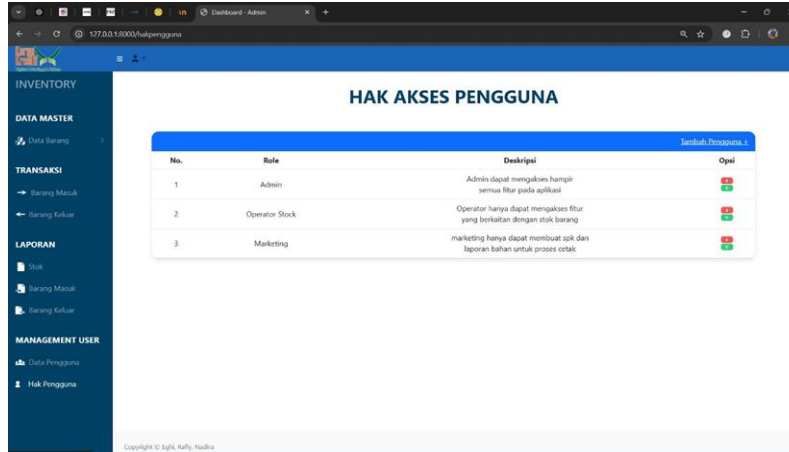 Dashboard - Admin
127.0.0.1:8000/hakpengguna
INVENTORY
HAK AKSES PENGGUNA
DATA MASTER
Data Barang
Tambah Pengguna +
No. Role Deskripsi Opsi
TRANSAKSI
1 Admin Admin dapat mengakses hampir
semua fitur pada aplikasi
Barang Masuk
Barang Keluar
2 Operator Stock Operator hanya dapat mengakses fitur
yang berkaitan dengan stok barang
LAPORAN
3 Marketing marketing hanya dapat membuat spk dan
laporan bahan untuk proses cetak
Stok
Barang Masuk
Barang Keluar
MANAGEMENT USER
Data Pengguna
Hak Pengguna
Copyright © Eghi, Raffy, Nadira